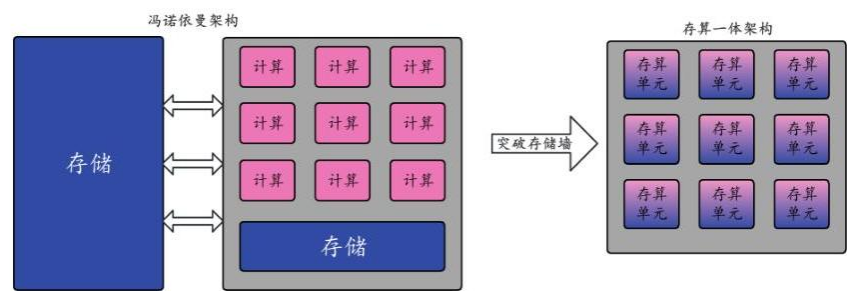 冯诺依曼架构
存储
计算 计算 计算
计算 计算 计算
计算 计算 计算
存储
突破存储墙
存算一体架构
存算 存算 存算
单元 单元 单元
存算 存算 存算
单元 单元 单元
存算 存算 存算
单元 单元 单元